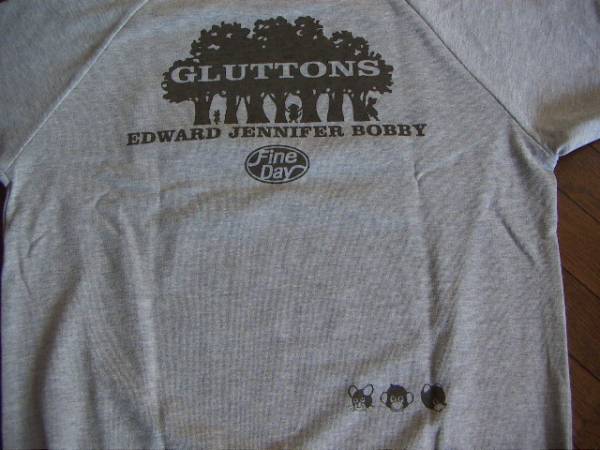 GLUTTONS
EDWARD JENNIFER BOBBY
Fine
Day